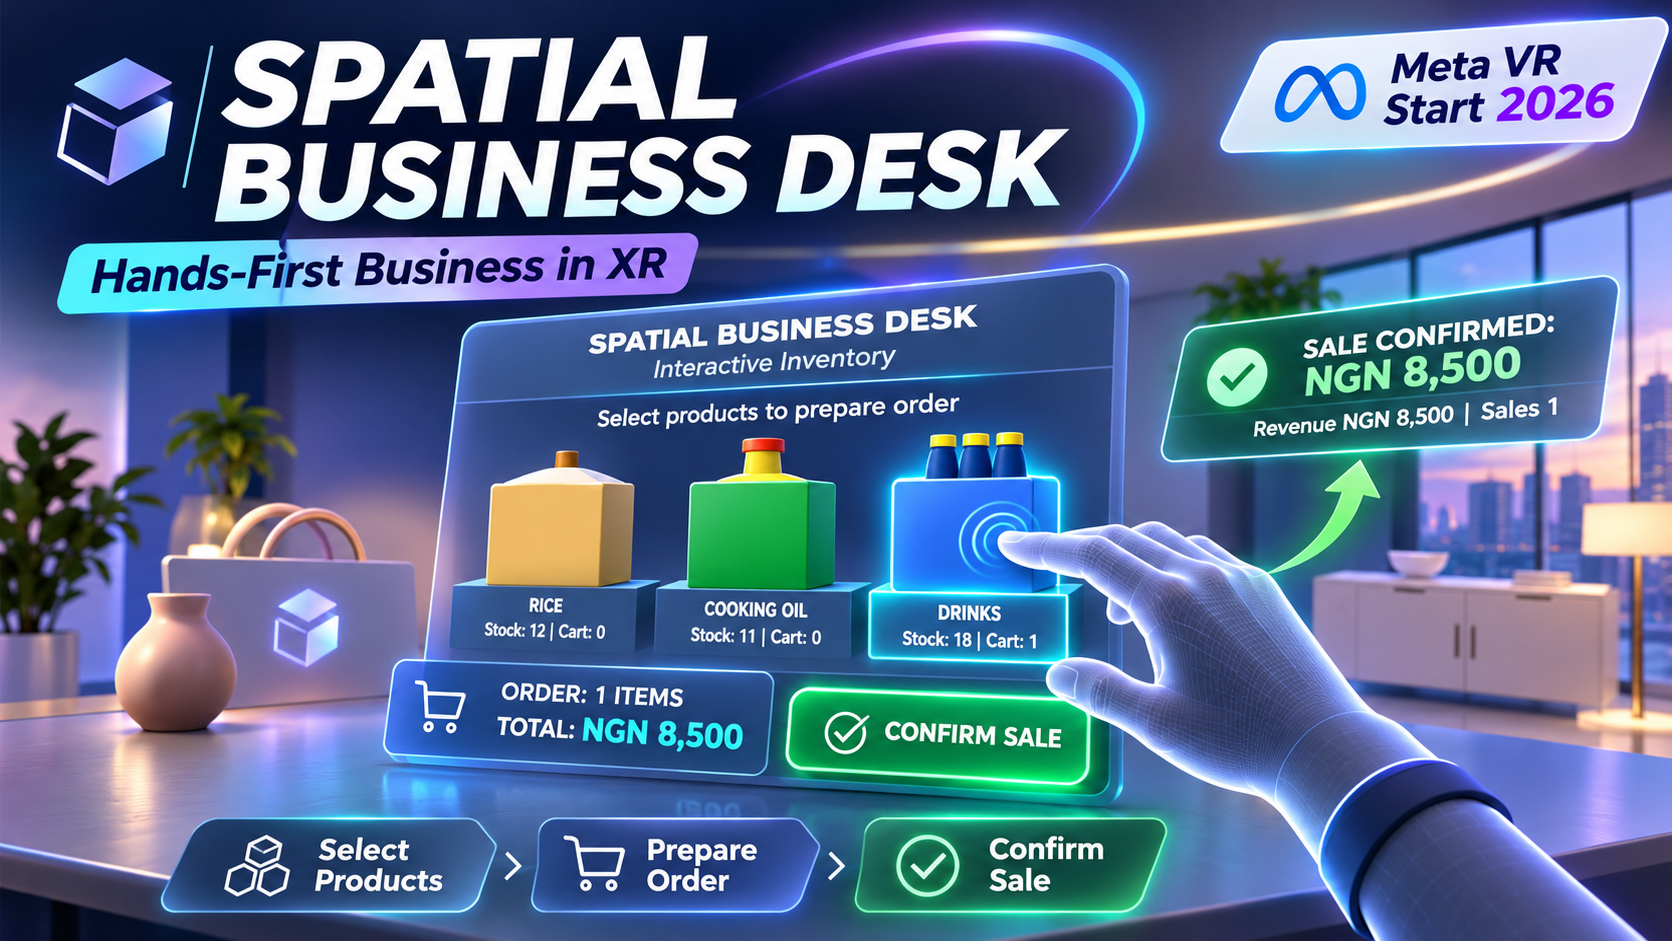 SPATIAL
BUSINESS DESK
Hands-First Business in XR
Meta VR
Start 2026
SPATIAL BUSINESS DESK
Interactive Inventory
Select products to prepare order
RICE
Stock: 12 | Cart: 0
COOKING OIL
Stock: 11 | Cart: 0
DRINKS
Stock: 18 | Cart: 1
ORDER: 1 ITEMS
TOTAL: NGN 8,500
CONFIRM SALE
SALE CONFIRMED:
NGN 8,500
Revenue NGN 8,500 | Sales 1
Select
Products
Prepare
Order
Confirm
Sale